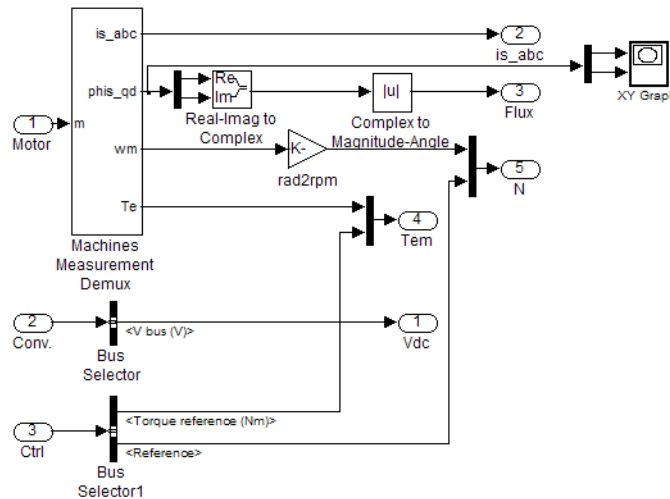 is_abc
2
is_abc
phis_qd
Re
Im
Real-Imag to
Complex
|u|
Complex to
Magnitude-Angle
3
Flux
XY Grapl
1
Motor
m
wm
K-
rad2rpm
5
N
Te
4
Tem
Machines
Measurement
Demux
2
Conv.
<V bus (V)>
Bus
Selector
1
Vdc
3
Ctrl
<Torque reference (Nm)>
<Reference>
Bus
Selector1